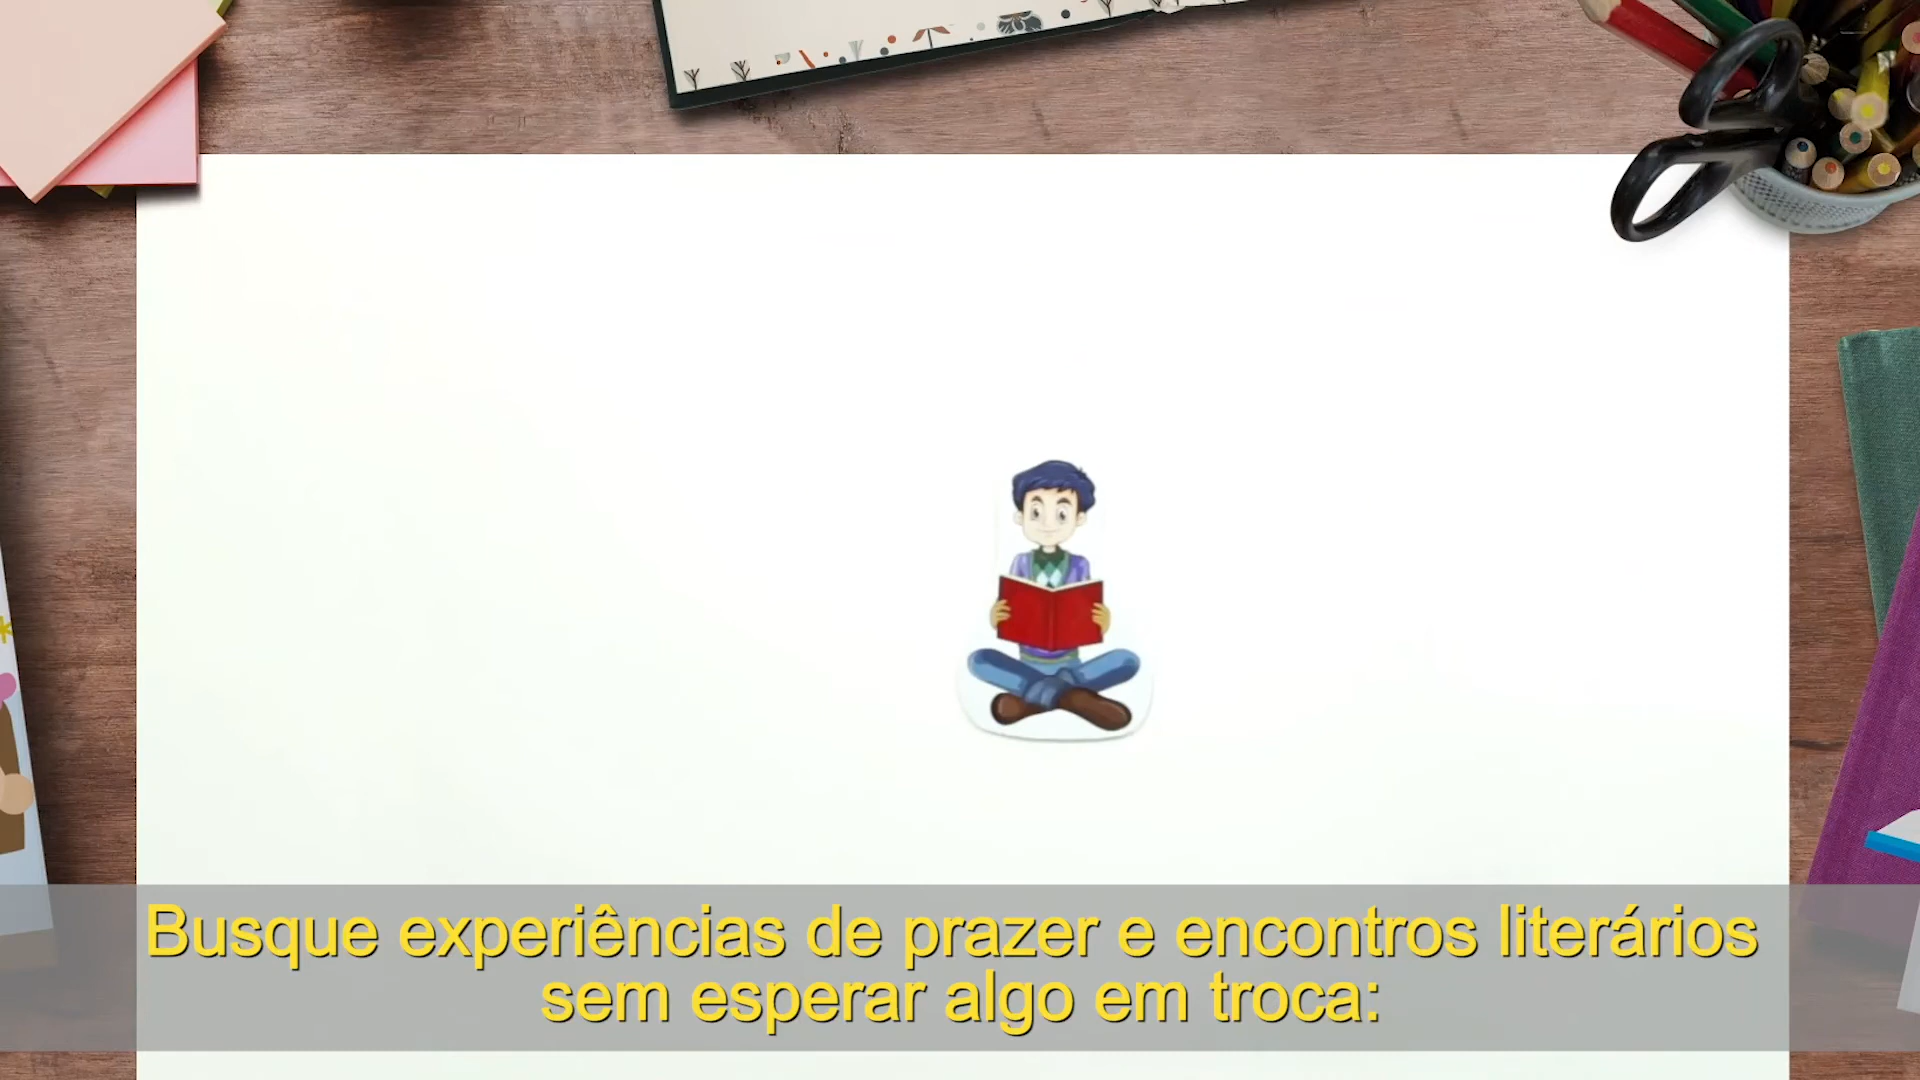 Busque experiências de prazer e encontros literários
sem esperar algo em troca: